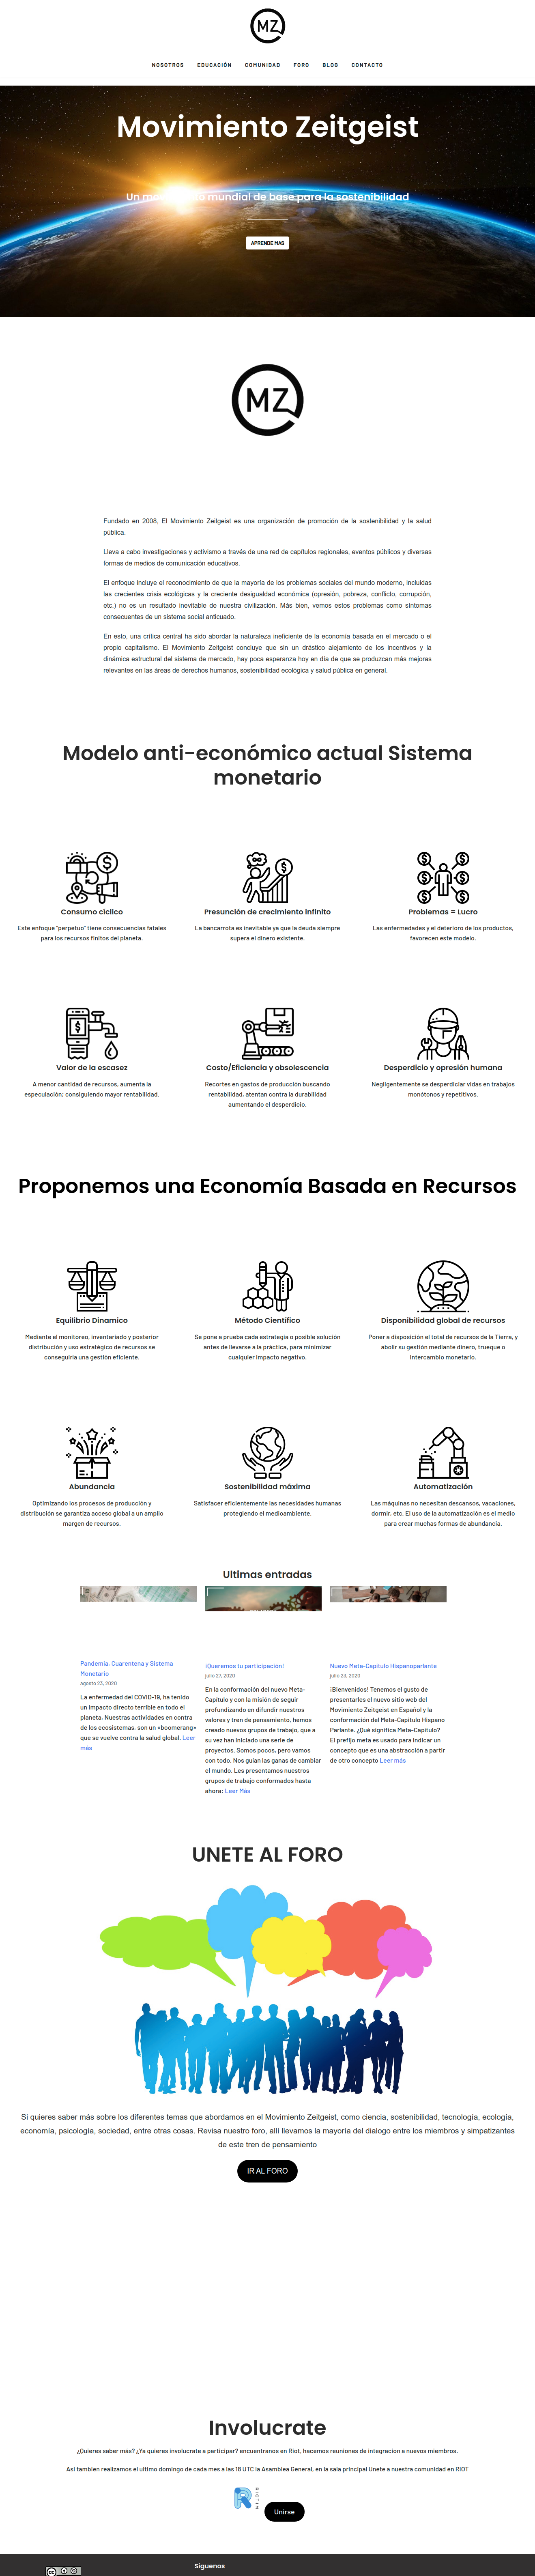 MZ
NOSOTROS EDUCACIÓN COMUNIDAD FORO BLOG CONTACTO
Movimiento Zeitgeist
Un movimiento mundial de base para la sostenibilidad
APRENDE MAS
MZ
Fundado en 2008, El Movimiento Zeitgeist es una organización de promoción de la sostenibilidad y la salud
pública.
Lleva a cabo investigaciones y activismo a través de una red de capítulos regionales, eventos públicos y diversas
formas de medios de comunicación educativos.
El enfoque incluye el reconocimiento de que la mayoría de los problemas sociales del mundo moderno, incluidas
las crecientes crisis ecológicas y la creciente desigualdad económica (opresión, pobreza, conflicto, corrupción,
etc.) no es un resultado inevitable de nuestra civilización. Más bien, vemos estos problemas como síntomas
consecuentes de un sistema social anticuado.
En esto, una crítica central ha sido abordar la naturaleza ineficiente de la economía basada en el mercado o el
propio capitalismo. El Movimiento Zeitgeist concluye que sin un drástico alejamiento de los incentivos y la
dinámica estructural del sistema de mercado, hay poca esperanza hoy en día de que se produzcan más mejoras
relevantes en las áreas de derechos humanos, sostenibilidad ecológica y salud pública en general.
Modelo anti-económico actual Sistema
monetario
Consumo cíclico
Este enfoque "perpetuo" tiene consecuencias fatales
para los recursos finitos del planeta.
Presunción de crecimiento infinito
La bancarrota es inevitable ya que la deuda siempre
supera el dinero existente.
Problemas = Lucro
Las enfermedades y el deterioro de los productos,
favorecen este modelo.
Valor de la escasez
A menor cantidad de recursos, aumenta la
especulación; consiguiendo mayor rentabilidad.
Costo/Eficiencia y obsolescencia
Recortes en gastos de producción buscando
rentabilidad, atentan contra la durabilidad
aumentando el desperdicio.
Desperdicio y opresión humana
Negligentemente se desperdiciar vidas en trabajos
monótonos y repetitivos.
Proponemos una Economía Basada en Recursos
Equilibrio Dinamico
Mediante el monitoreo, inventariado y posterior
distribución y uso estratégico de recursos se
conseguiría una gestión eficiente.
Método Científico
Se pone a prueba cada estrategia o posible solución
antes de llevarse a la práctica, para minimizar
cualquier impacto negativo.
Disponibilidad global de recursos
Poner a disposición el total de recursos de la Tierra, y
abolir su gestión mediante dinero, trueque o
intercambio monetario.
Abundancia
Optimizando los procesos de producción y
distribución se garantiza acceso global a un amplio
margen de recursos.
Sostenibilidad máxima
Satisfacer eficientemente las necesidades humanas
protegiendo el medioambiente.
Automatización
Las máquinas no necesitan descansos, vacaciones,
dormir, etc. El uso de la automatización es el medio
para crear muchas formas de abundancia.
Ultimas entradas
Pandemia, Cuarentena y Sistema
Monetario
agosto 23, 2020
La enfermedad del COVID-19, ha tenido
un impacto directo terrible en todo el
planeta. Nuestras actividades en contra
de los ecosistemas, son un «boomerang»
que se vuelve contra la salud global. Leer
más
¡Queremos tu participación!
julio 27, 2020
En la conformación del nuevo Meta-
Capítulo y con la misión de seguir
profundizando en difundir nuestros
valores y tren de pensamiento, hemos
creado nuevos grupos de trabajo, que a
su vez han iniciado una serie de
proyectos. Somos pocos, pero vamos
con todo. Nos guían las ganas de cambiar
el mundo. Les presentamos nuestros
grupos de trabajo conformados hasta
ahora: Leer Más
Nuevo Meta-Capítulo Hispanoparlante
julio 23, 2020
¡Bienvenidos! Tenemos el gusto de
presentarles el nuevo sitio web del
Movimiento Zeitgeist en Español y la
conformación del Meta-Capítulo Hispano
Parlante. ¿Qué significa Meta-Capítulo?
El prefijo meta es usado para indicar un
concepto que es una abstracción a partir
de otro concepto Leer más
UNETE AL FORO
Si quieres saber más sobre los diferentes temas que abordamos en el Movimiento Zeitgeist, como ciencia, sostenibilidad, tecnología, ecología,
economía, psicología, sociedad, entre otras cosas. Revisa nuestro foro, allí llevamos la mayoría del dialogo entre los miembros y simpatizantes
de este tren de pensamiento
IR AL FORO
Involucrate
¿Quieres saber más? ¿Ya quieres involucrate a participar? encuentranos en Riot, hacemos reuniones de integracion a nuevos miembros.
Asi tambien realizamos el ultimo domingo de cada mes a las 18 UTC la Asamblea General, en la sala principal Unete a nuestra comunidad en RIOT
RIOT.IM
Unirse
Siguenos